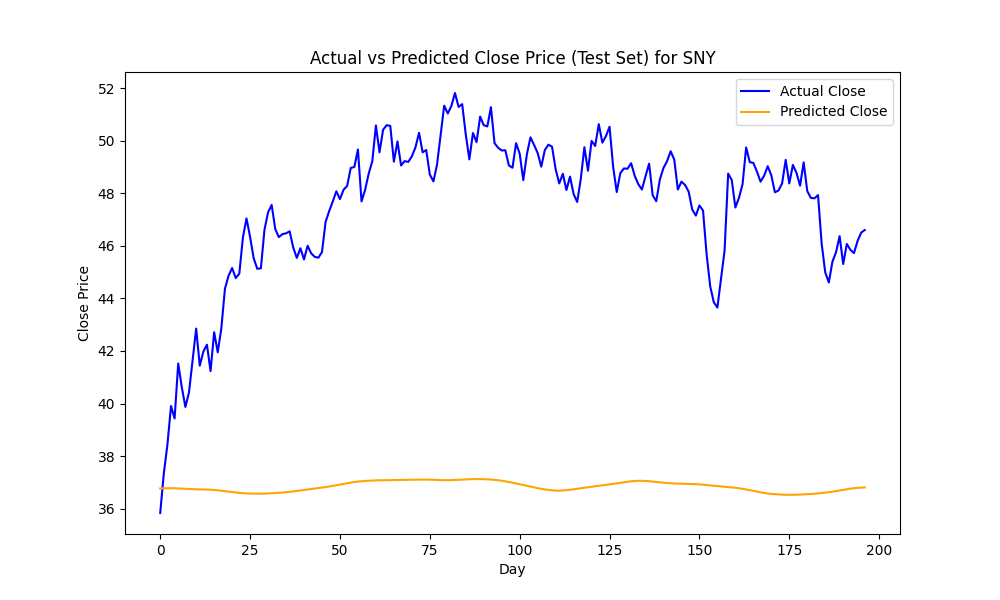 Actual vs Predicted Close Price (Test Set) for SNY
Actual Close
Predicted Close
52
50
48
46
44
42
40
38
36
Close Price
0 25 50 75 100 125 150 175 200
Day